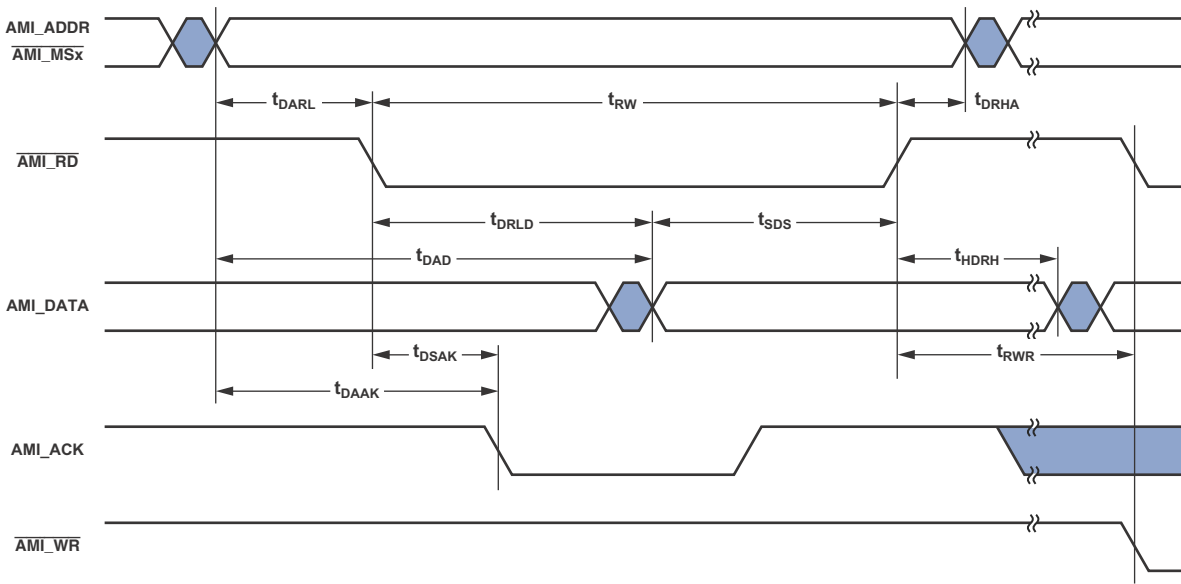 AMI_ADDR
AMI_MSx
tDARL
tRW
tDRHA
AMI_RD
tDRLD
tSDS
tDAD
tHDRH
AMI_DATA
tDSAK
tRWR
tDAAK
AMI_ACK
AMI_WR